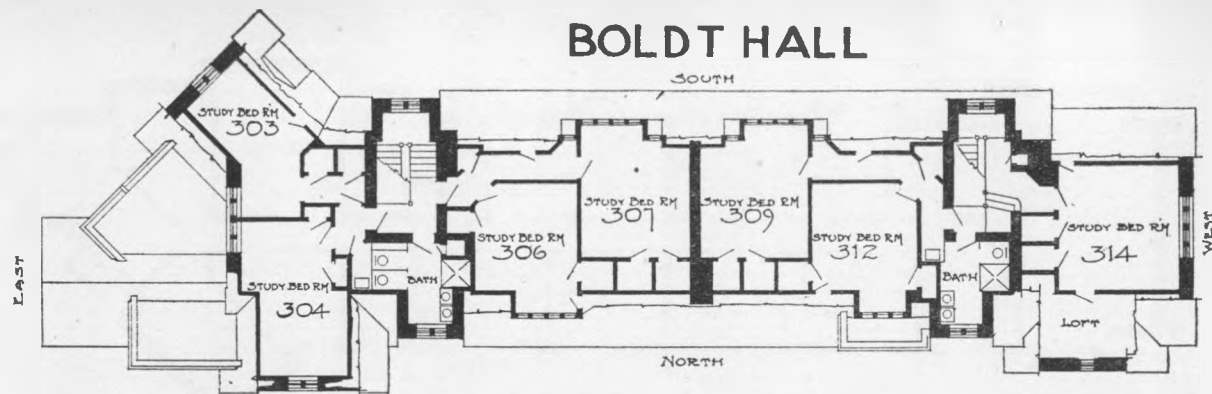 BOLDT HALL
SOUTH
STUDY BED RM
303
STUDY BED RM
307
STUDY BED RM
309
STUDY BED RM
306
STUDY BED RM
312
STUDY BED RM
314
EAST
WEST
BATH
BATH
STUDY BED RM
304
LOFT
NORTH